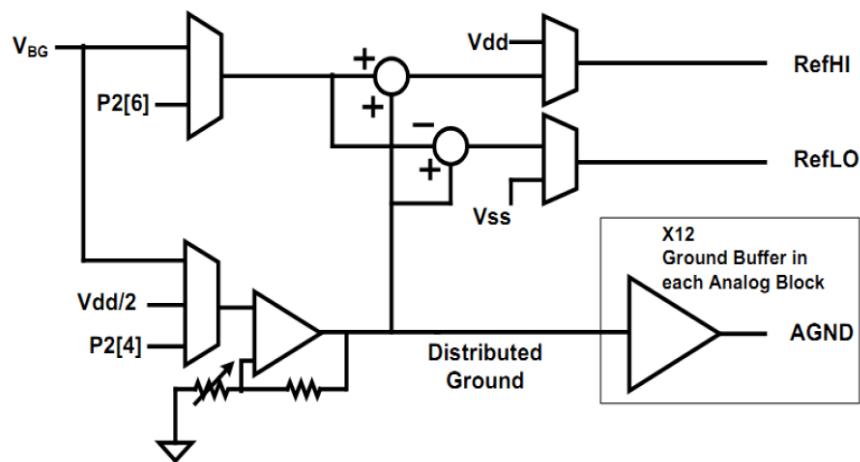 Vdd
V_BG
RefHI
P2[6]
RefLO
Vss
X12
Ground Buffer in
each Analog Block
Vdd/2
AGND
P2[4]
Distributed
Ground